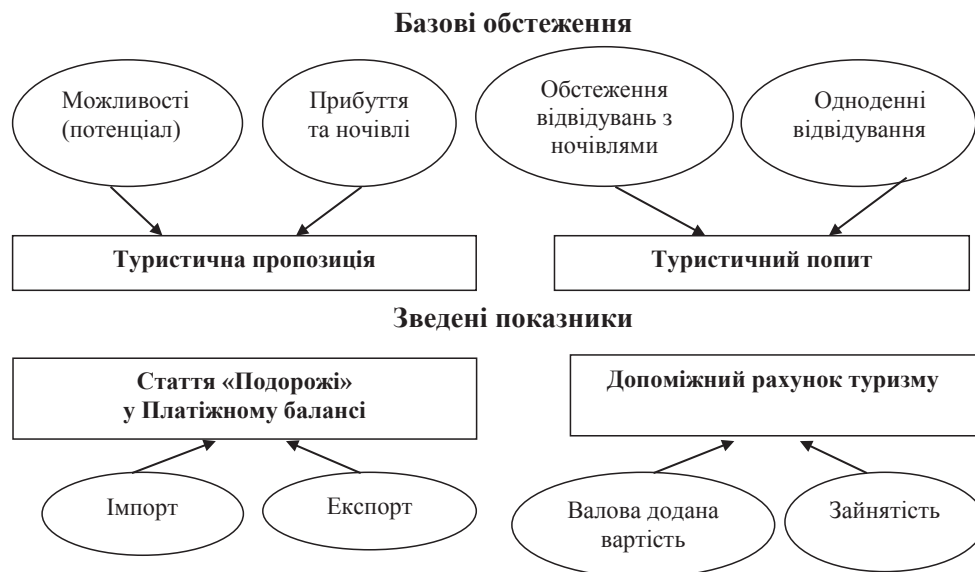 Базові обстеження
Можливості
(потенціал)
Прибуття
та ночівлі
Обстеження
відвідувань з
ночівлями
Одноденні
відвідування
Туристична пропозиція
Туристичний попит
Зведені показники
Стаття «Подорожі»
у Платіжному балансі
Допоміжний рахунок туризму
Імпорт
Експорт
Валова додана
вартість
Зайнятість